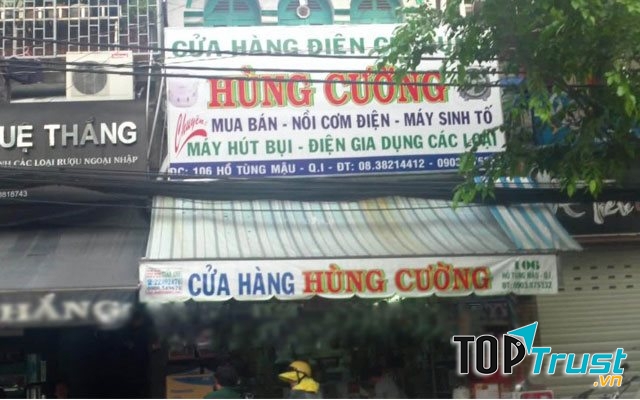 CỬA HÀNG ĐIỆN
HÙNG CƯỜNG
Chuyên:
MUA BÁN - NỒI CƠM ĐIỆN - MÁY SINH TỐ
MÁY HÚT BỤI - ĐIỆN GIA DỤNG CÁC LOẠI
ĐC: 106 HỒ TÙNG MẬU - Q.I - ĐT: 08.38214412 -
THẮNG
CÁC LOẠI RƯỢU NGOẠI NHẬP
CỬA HÀNG HÙNG CƯỜNG
106
HỒ TÙNG MẬU - Q.I
TOPTrust.vn